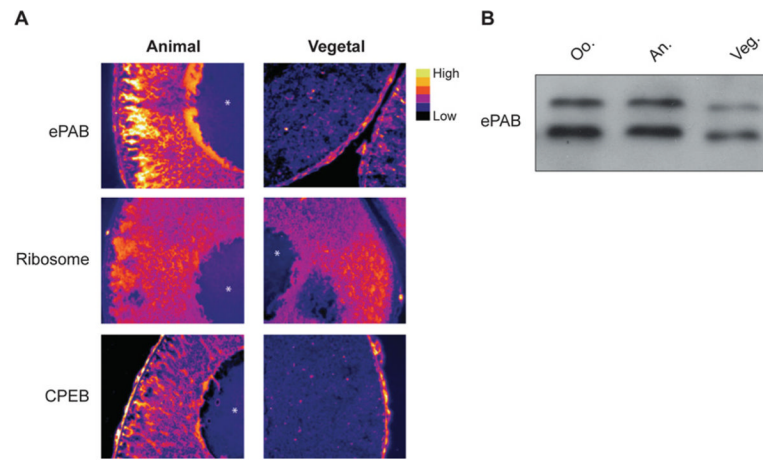 A
Animal
Vegetal
High
Low
ePAB
*
Ribosome
*
*
CPEB
*
B
Oo.
An.
Veg.
ePAB